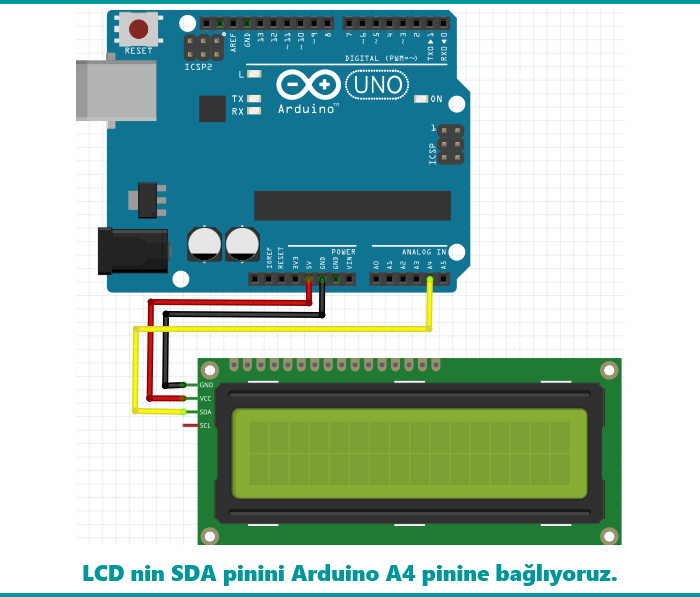 RESET
ICSP2
AREF
GND
13
12
~11
~10
~9
8
7
~6
~5
4
~3
2
TXD▶1
RXD◀0
DIGITAL (PWM=~)
L
TX
RX
Arduino™
UNO
ON
1
ICSP
POWER
ANALOG IN
IOREF
RESET
3V3
5V
GND
GND
VIN
A0
A1
A2
A3
A4
A5
GND
VCC
SDA
SCL
LCD nin SDA pinini Arduino A4 pinine bağlıyoruz.